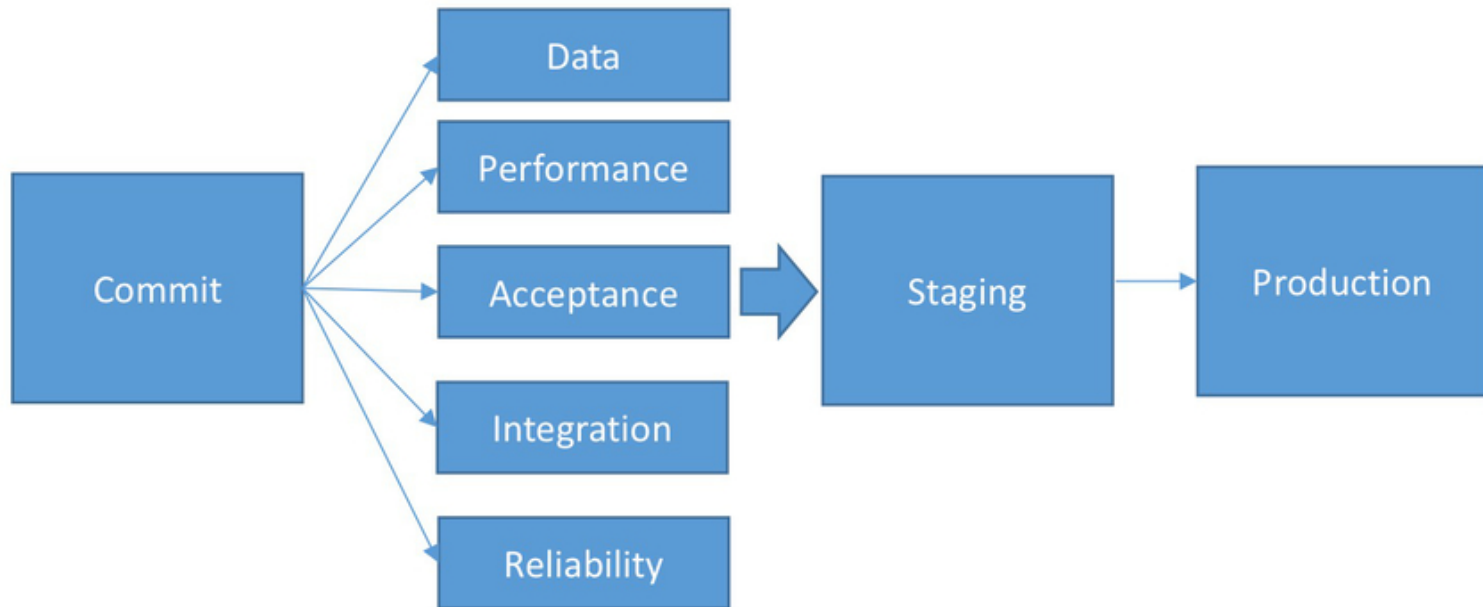 Commit
Data
Performance
Acceptance
Integration
Reliability
Staging
Production